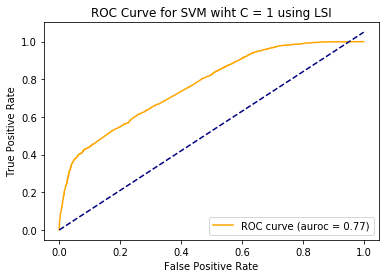 ROC Curve for SVM wiht C = 1 using LSI
True Positive Rate
1.0
0.8
0.6
0.4
0.2
0.0
0.0 0.2 0.4 0.6 0.8 1.0
False Positive Rate
ROC curve (auroc = 0.77)